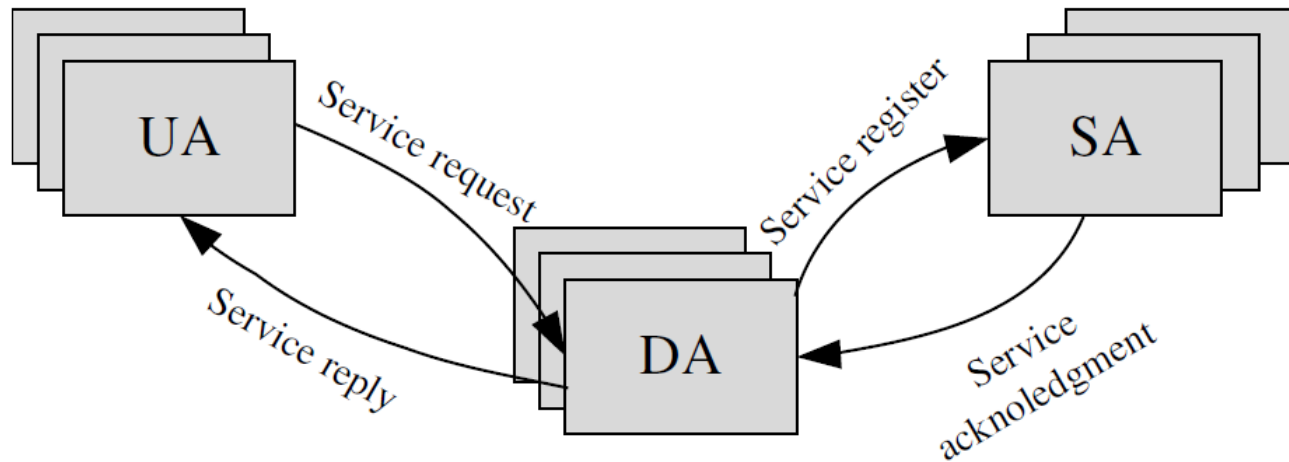 UA
Service request
Service reply
DA
Service register
SA
Service
acknoledgment